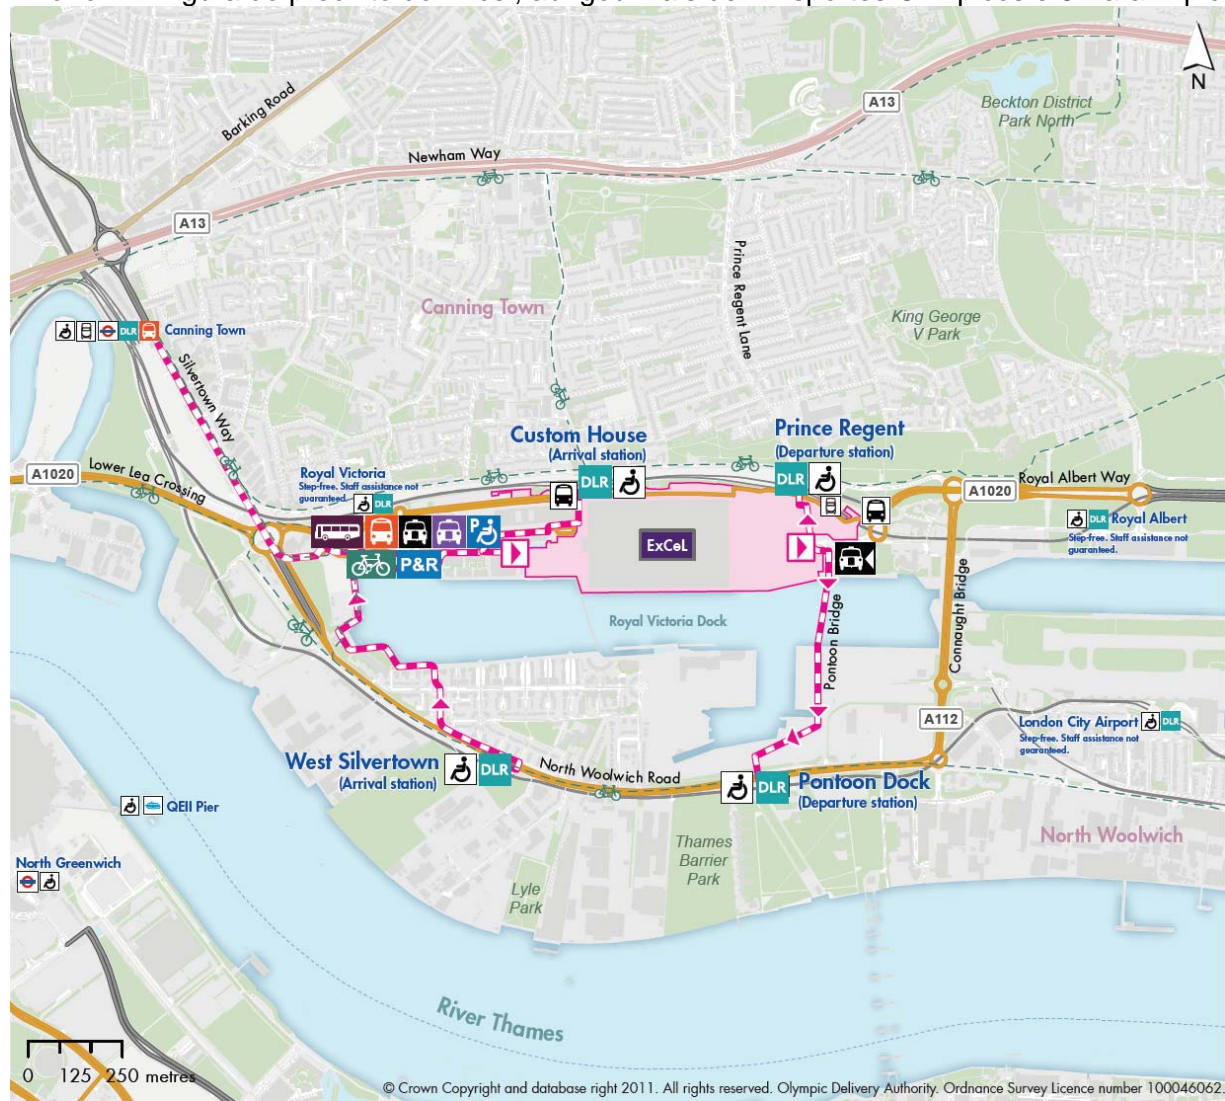 Barking Road
A13
Beckton District
Park North
N
Newham Way
A13
Prince Regent Lane
Canning Town
King George
V Park
DLR
Canning Town
Silvertown Way
Custom House
(Arrival station)
Prince Regent
(Departure station)
A1020
Lower Lea Crossing
Royal Victoria
Step-free. Staff assistance not
guaranteed.
DLR
DLR
DLR
Royal Albert Way
A1020
DLR
Royal Albert
Step-free. Staff assistance not
guaranteed.
P
P&R
ExCeL
Royal Victoria Dock
Pontoon Bridge
Connaught Bridge
A112
London City Airport
DLR
Step-free. Staff assistance not
guaranteed.
West Silvertown
(Arrival station)
DLR
North Woolwich Road
DLR
Pontoon Dock
(Departure station)
QEII Pier
North Woolwich
Thames
Barrier
Park
North Greenwich
Lyle
Park
River Thames
0 125 250 metres
© Crown Copyright and database right 2011. All rights reserved. Olympic Delivery Authority. Ordnance Survey Licence number 100046062.